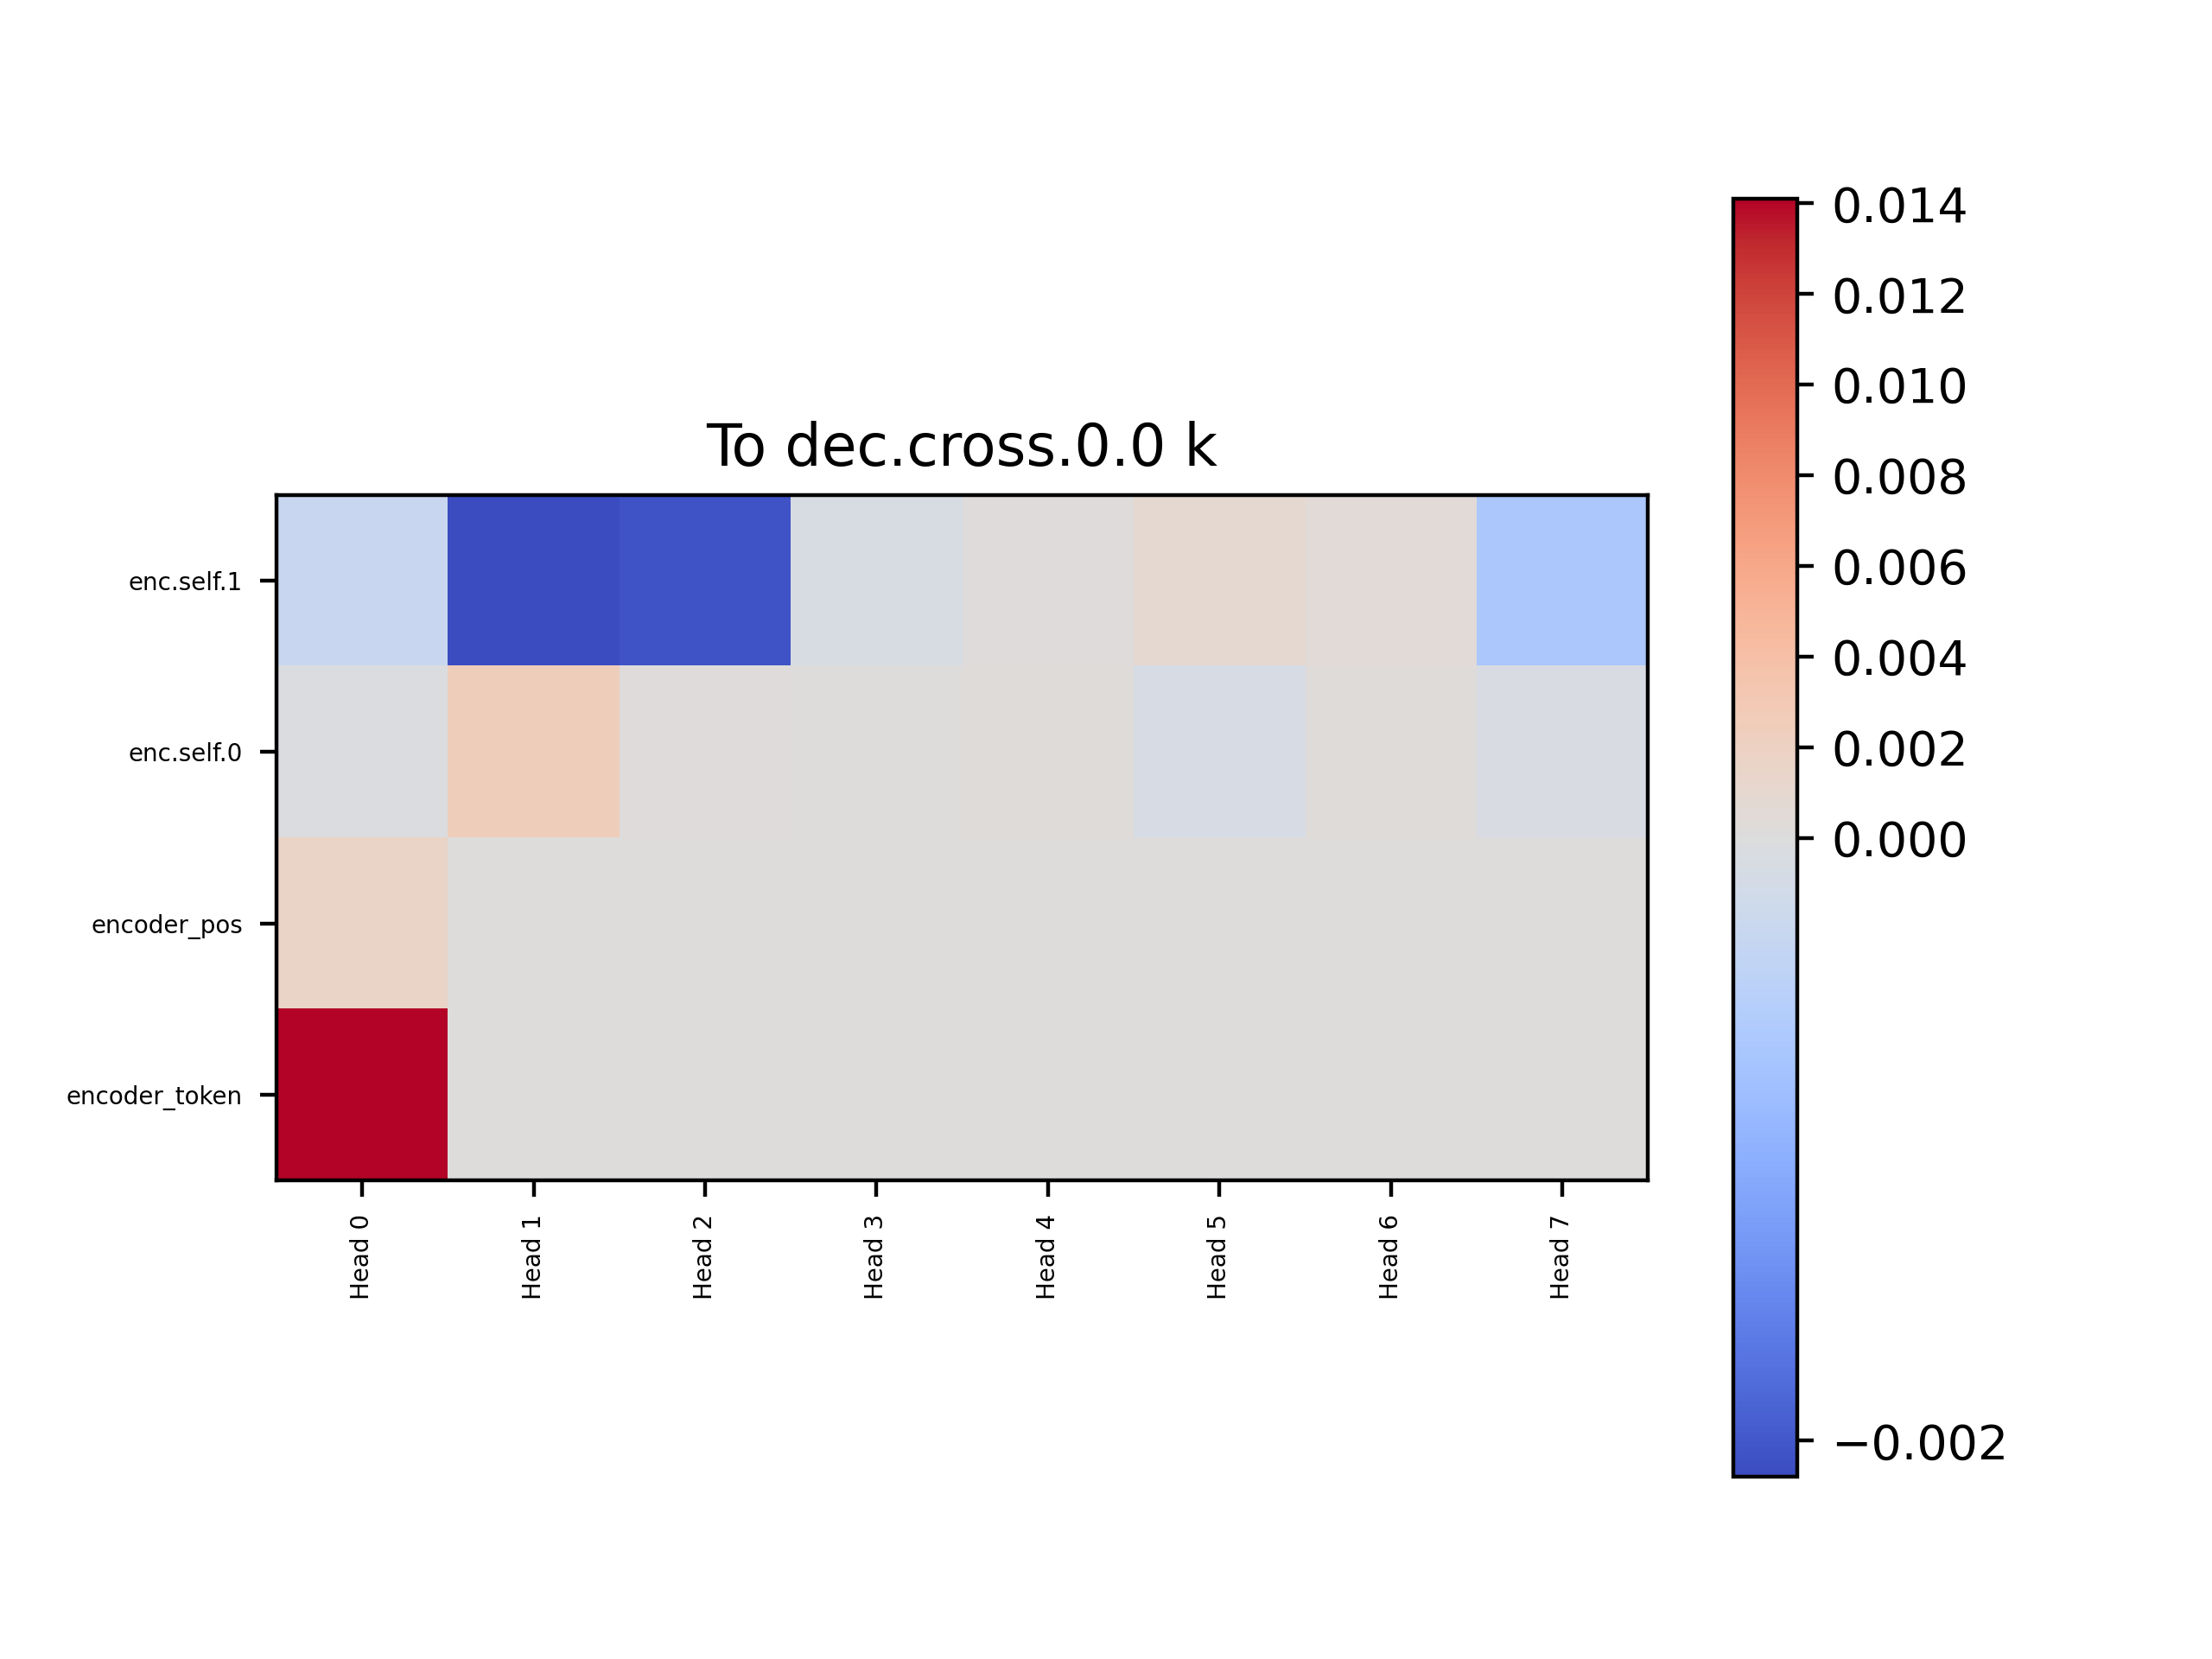 To dec.cross.0.0 k
enc.self.1
enc.self.0
encoder_pos
encoder_token
Head 0
Head 1
Head 2
Head 3
Head 4
Head 5
Head 6
Head 7
0.014
0.012
0.010
0.008
0.006
0.004
0.002
0.000
−0.002